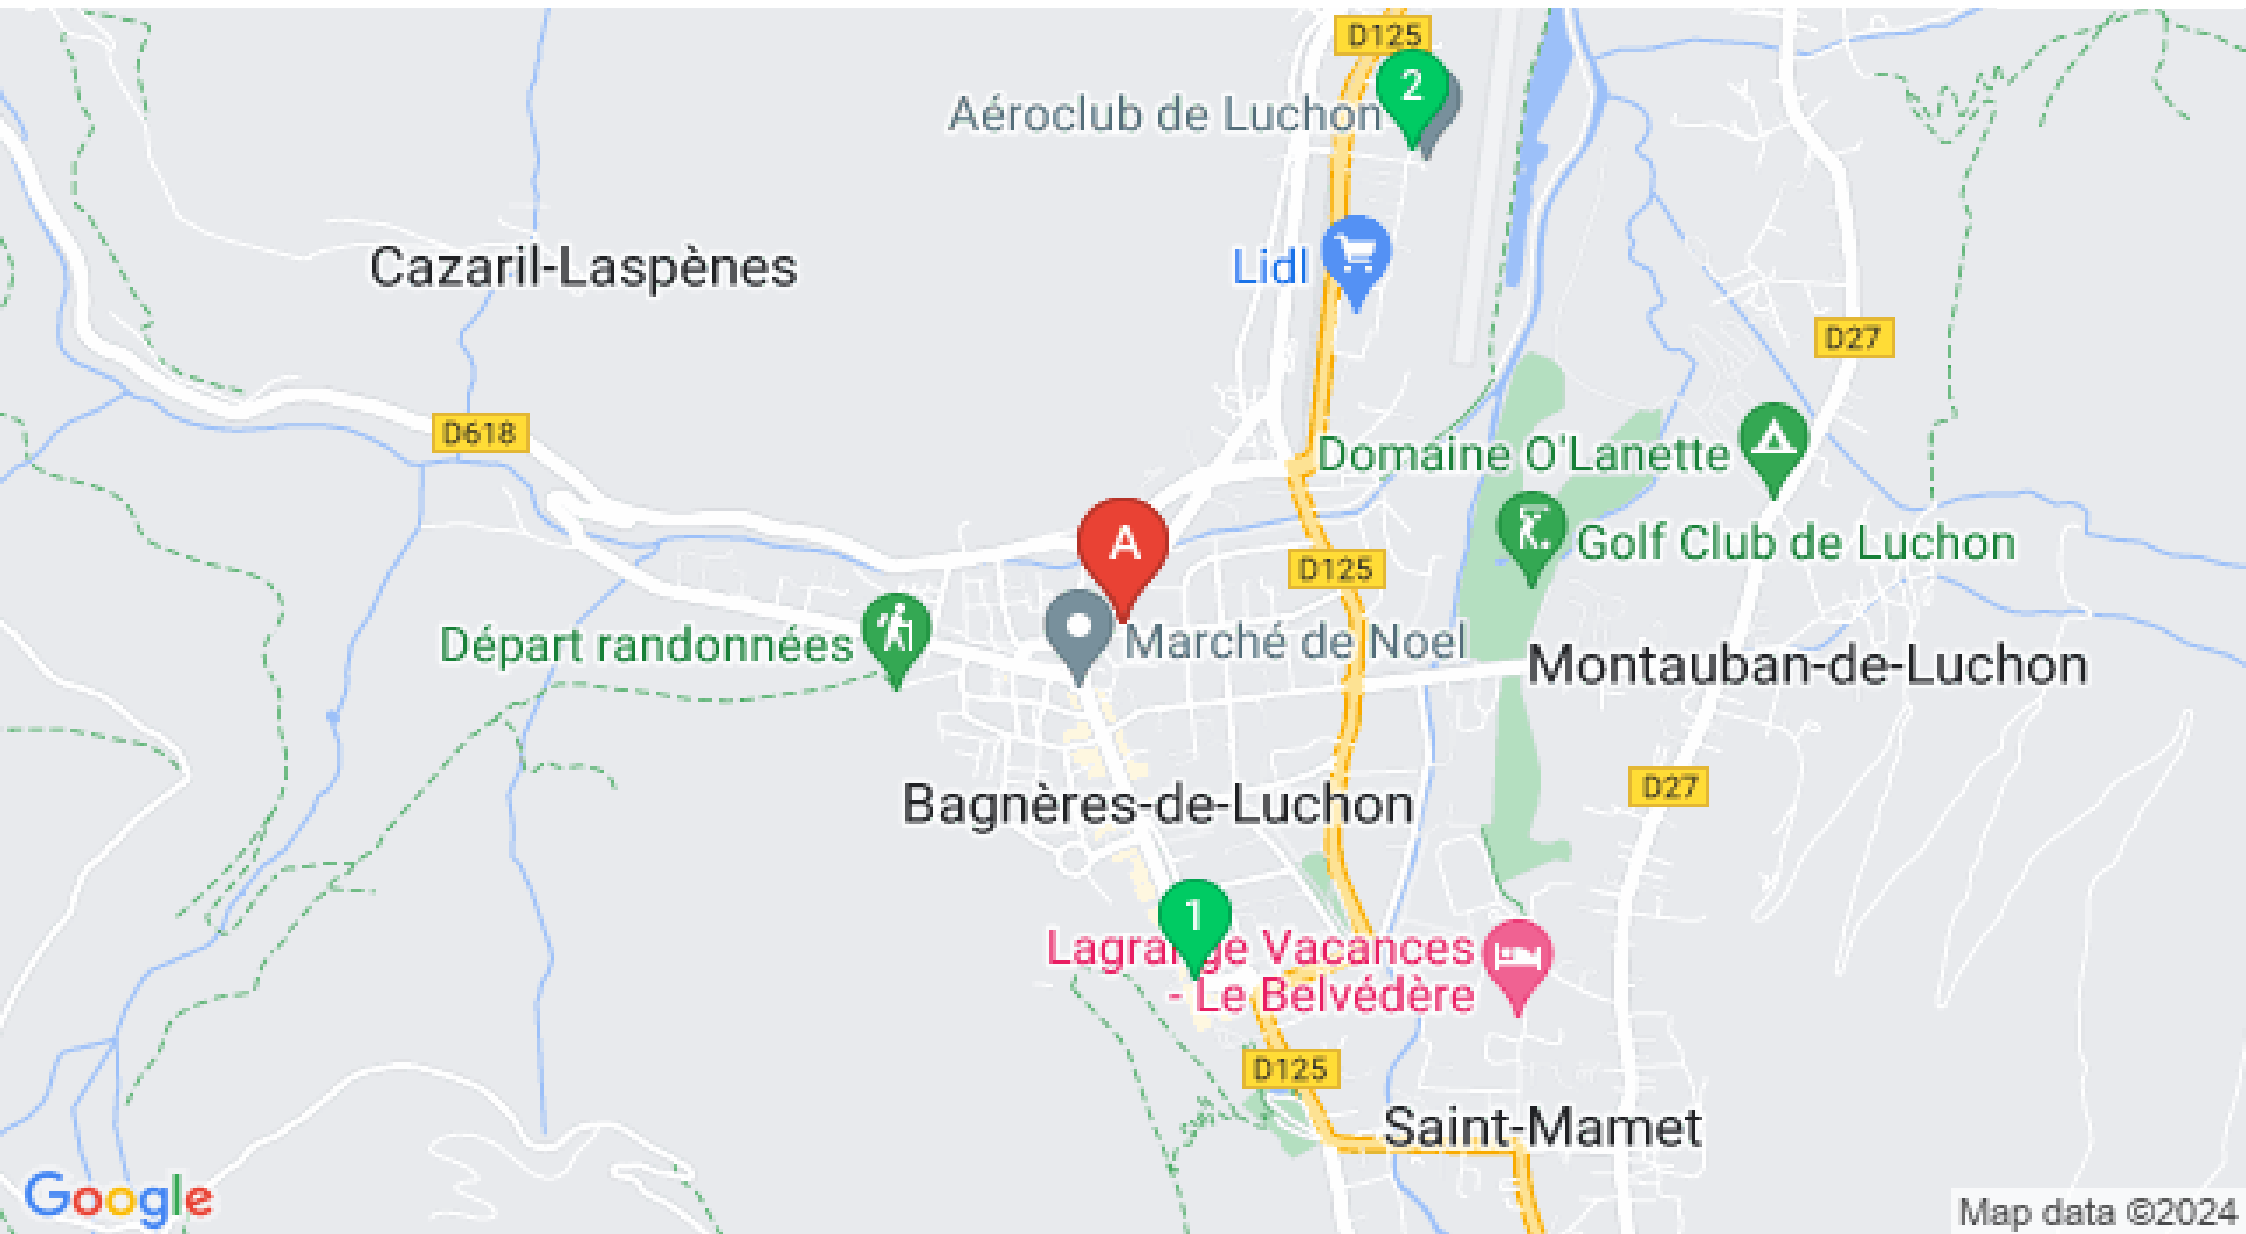 D125
2
Aéroclub de Luchon
Lidl
Cazaril-Laspènes
D27
D618
Domaine O'Lanette
A
Golf Club de Luchon
D125
Départ randonnées
Marché de Noel
Montauban-de-Luchon
D27
Bagnères-de-Luchon
1
Lagrange Vacances
- Le Belvédère
D125
Saint-Mamet
Google
Map data ©2024